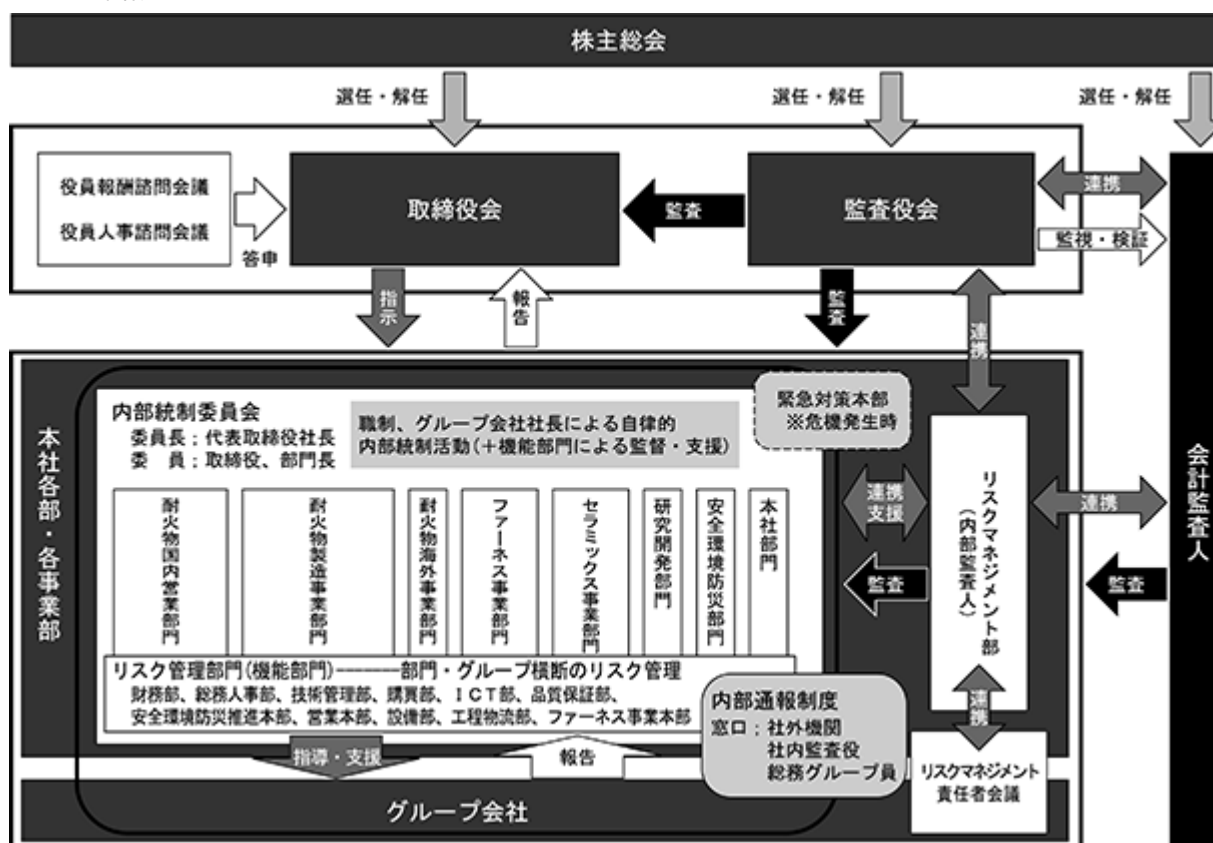 株主総会
選任・解任
選任・解任
選任・解任
役員報酬諮問会議
役員人事諮問会議
答申
取締役会
監査
監査役会
連携
監視・検証
指示
報告
監査
連携
本社各部・各事業部
内部統制委員会
委員長：代表取締役社長
委　員：取締役、部門長
職制、グループ会社社長による自律的
内部統制活動(＋機能部門による監督・支援)
緊急対策本部
※危機発生時
耐火物国内営業部門
耐火物製造事業部門
耐火物海外事業部門
ファーネス事業部門
セラミックス事業部門
研究開発部門
安全環境防災部門
本社部門
連携
支援
監査
リスクマネジメント部
（内部監査人）
連携
監査
会計監査人
リスク管理部門(機能部門)-------部門・グループ横断のリスク管理
財務部、総務人事部、技術管理部、購買部、ＩＣＴ部、品質保証部、
安全環境防災推進本部、営業本部、設備部、工程物流部、ファーネス事業本部
内部通報制度
窓口：社外機関
社内監査役
総務グループ員
連携
リスクマネジメント
責任者会議
指導・支援
報告
グループ会社